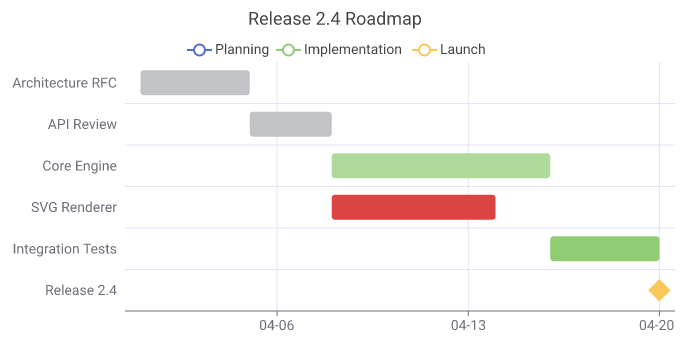 Release 2.4 Roadmap
Planning Implementation Launch
Architecture RFC
API Review
Core Engine
SVG Renderer
Integration Tests
Release 2.4
04-06 04-13 04-20